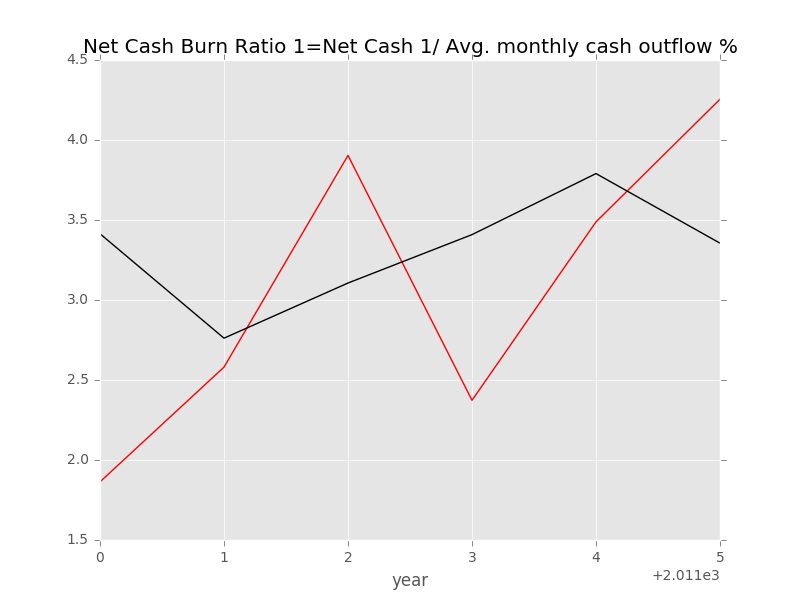 Net Cash Burn Ratio 1=Net Cash 1/ Avg. monthly cash outflow %
4.5
4.0
3.5
3.0
2.5
2.0
1.5
0 1 2 3 4 5
+2.011e3
year